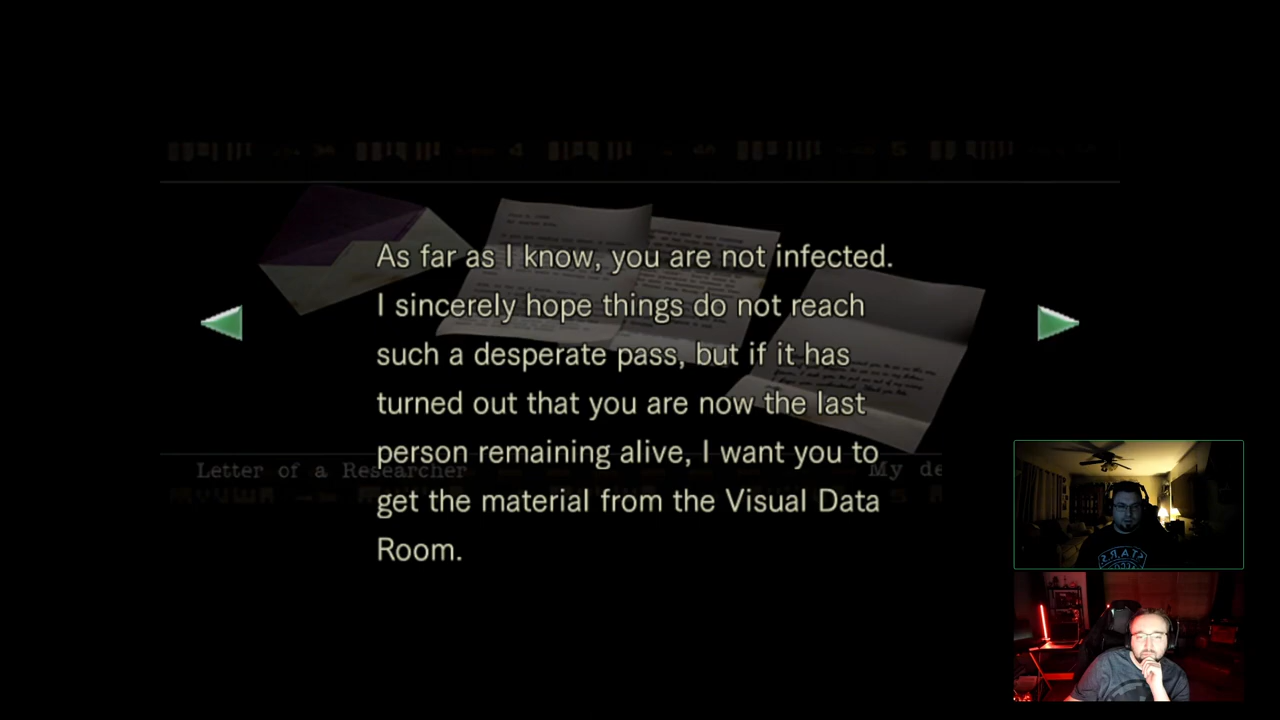 As far as I know, you are not infected.
I sincerely hope things do not reach
such a desperate pass, but if it has
turned out that you are now the last
person remaining alive, I want you to
get the material from the Visual Data
Room.
Letter of a Researcher
My de